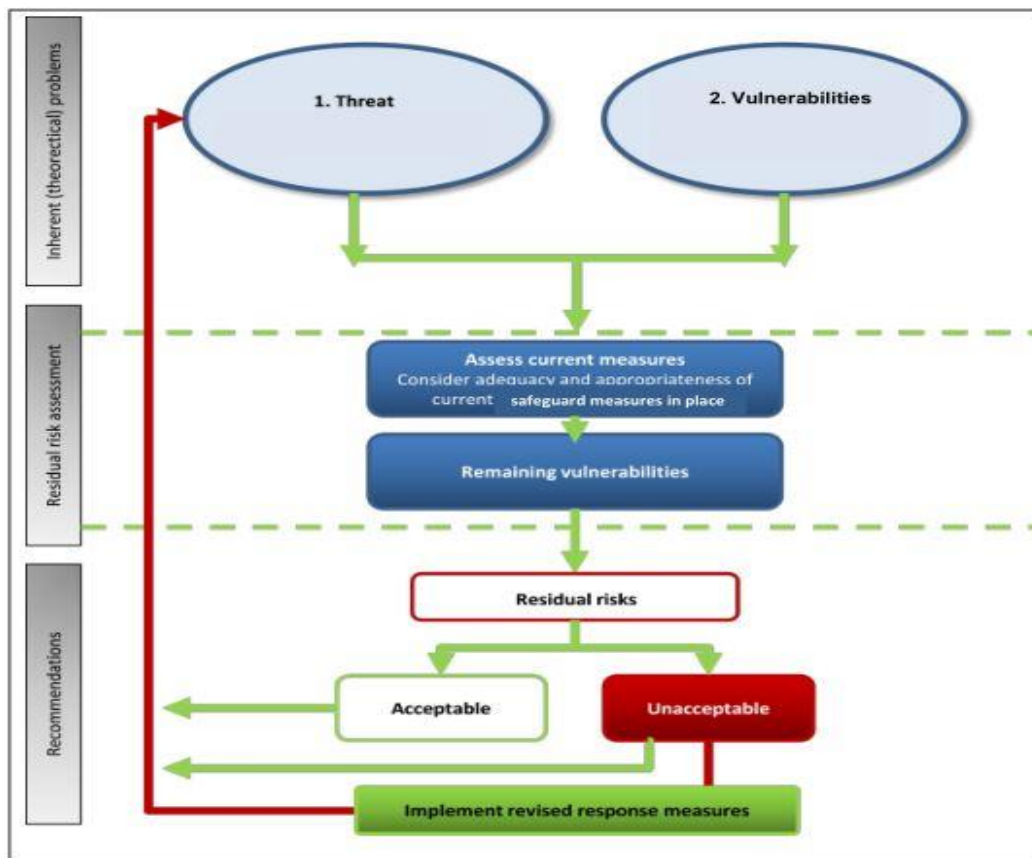 Inherent (theorectical) problems
1. Threat
2. Vulnerabilities
Residual risk assessment
Assess current measures
Consider adequacy and appropriateness of
current safeguard measures in place
Remaining vulnerabilities
Recommendations
Residual risks
Acceptable
Unacceptable
Implement revised response measures